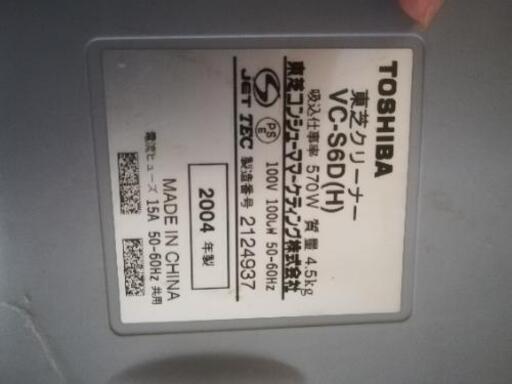 TOSHIBA
東芝クリーナー
VC-S6D(H)
吸込仕事率 570W 質量 4.5kg
東芝コンシューママーケティング株式会社
PS
E
100V 100LW 50-60Hz
JET TEC 製造番号 2124937
2004 年製
MADE IN CHINA
電流ヒューズ 15A 50-60Hz 共用